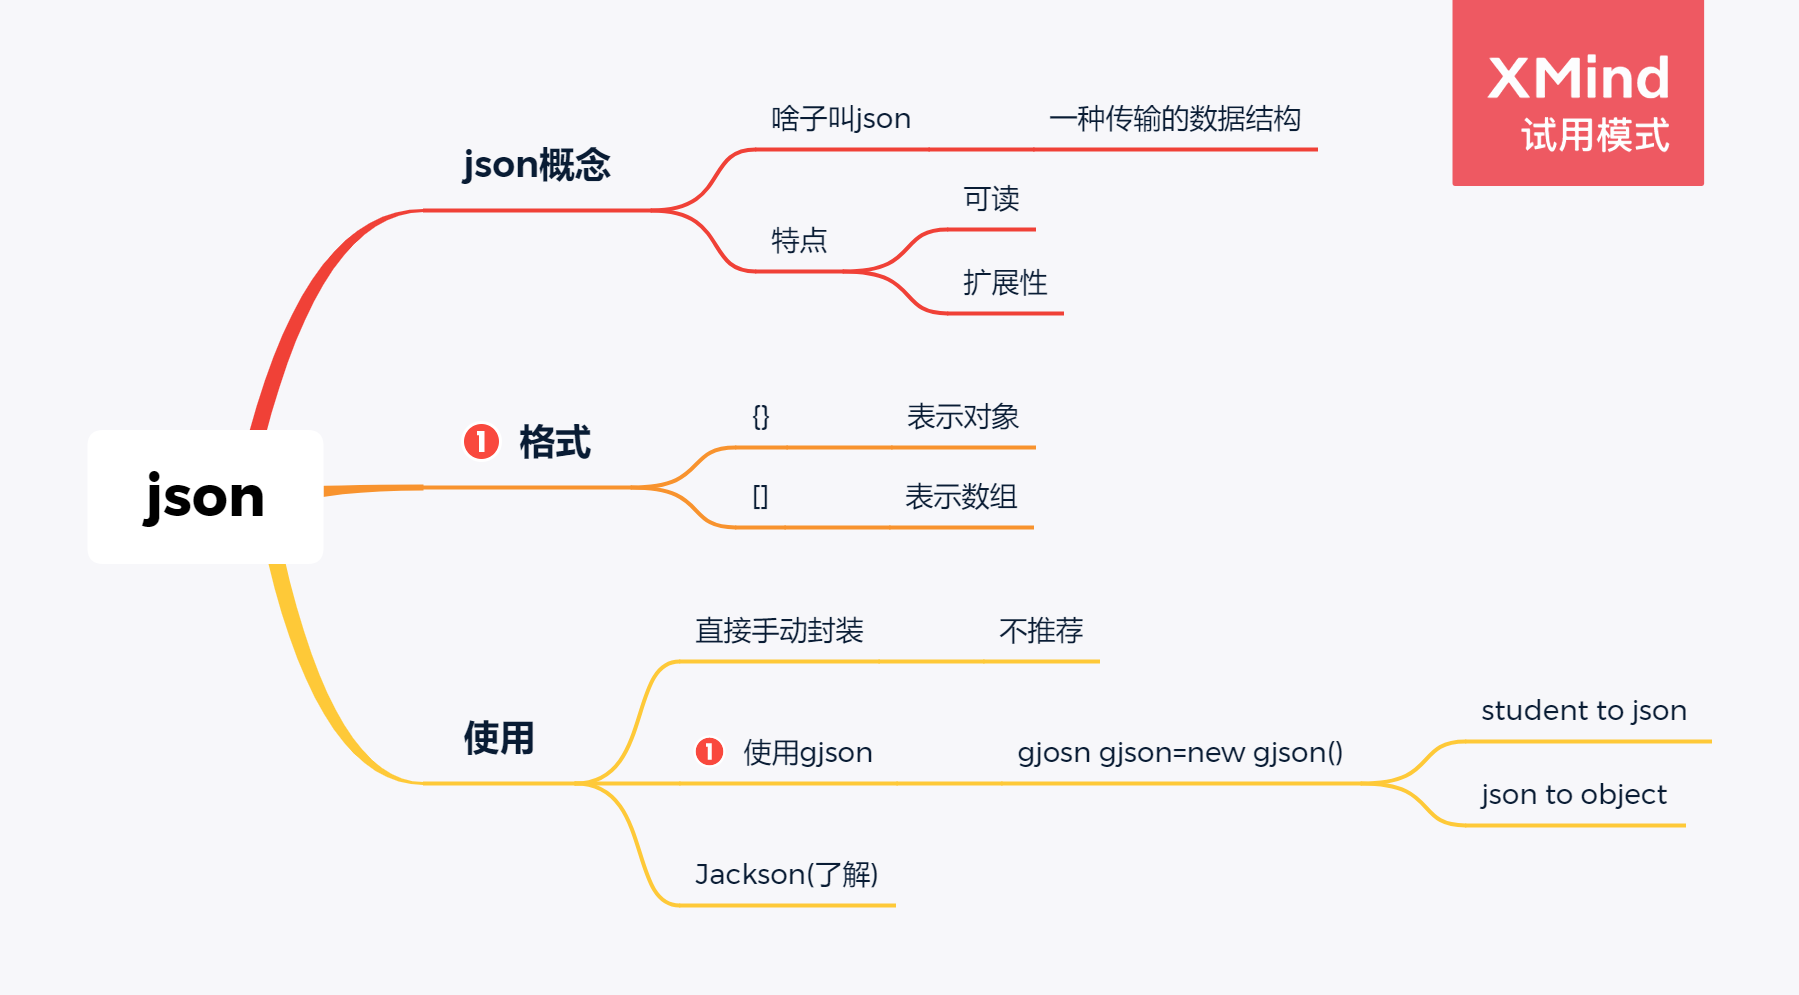 XMind
试用模式
json
json概念
啥子叫json
一种传输的数据结构
特点
可读
扩展性
1 格式
{}
表示对象
[]
表示数组
使用
直接手动封装
不推荐
1 使用gjson
gjosn gjson=new gjson()
student to json
json to object
Jackson(了解)